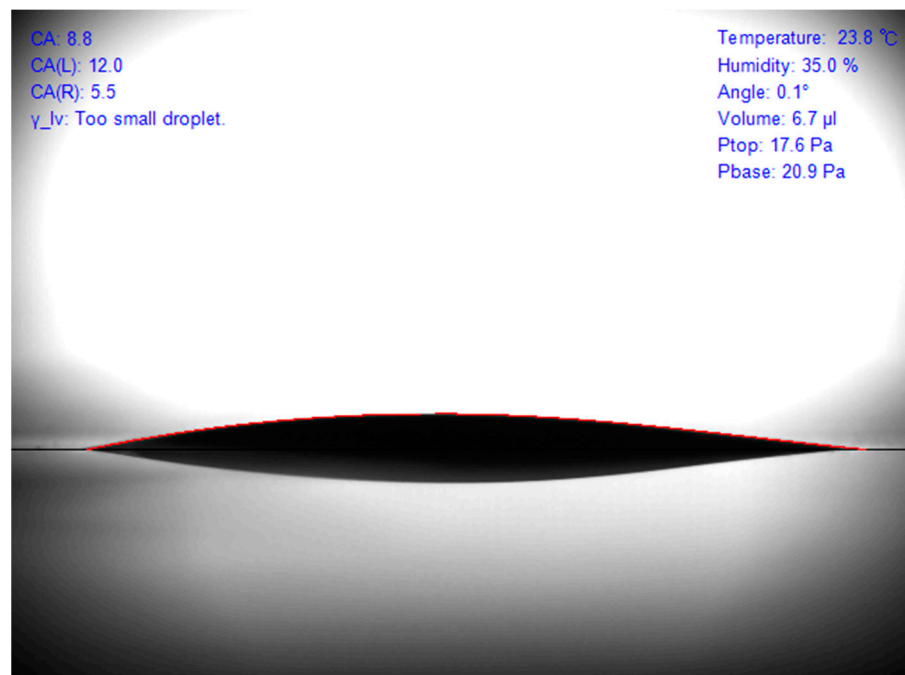 CA: 8.8
CA(L): 12.0
CA(R): 5.5
γ_lv: Too small droplet.
Temperature: 23.8 ℃
Humidity: 35.0 %
Angle: 0.1°
Volume: 6.7 µl
Ptop: 17.6 Pa
Pbase: 20.9 Pa